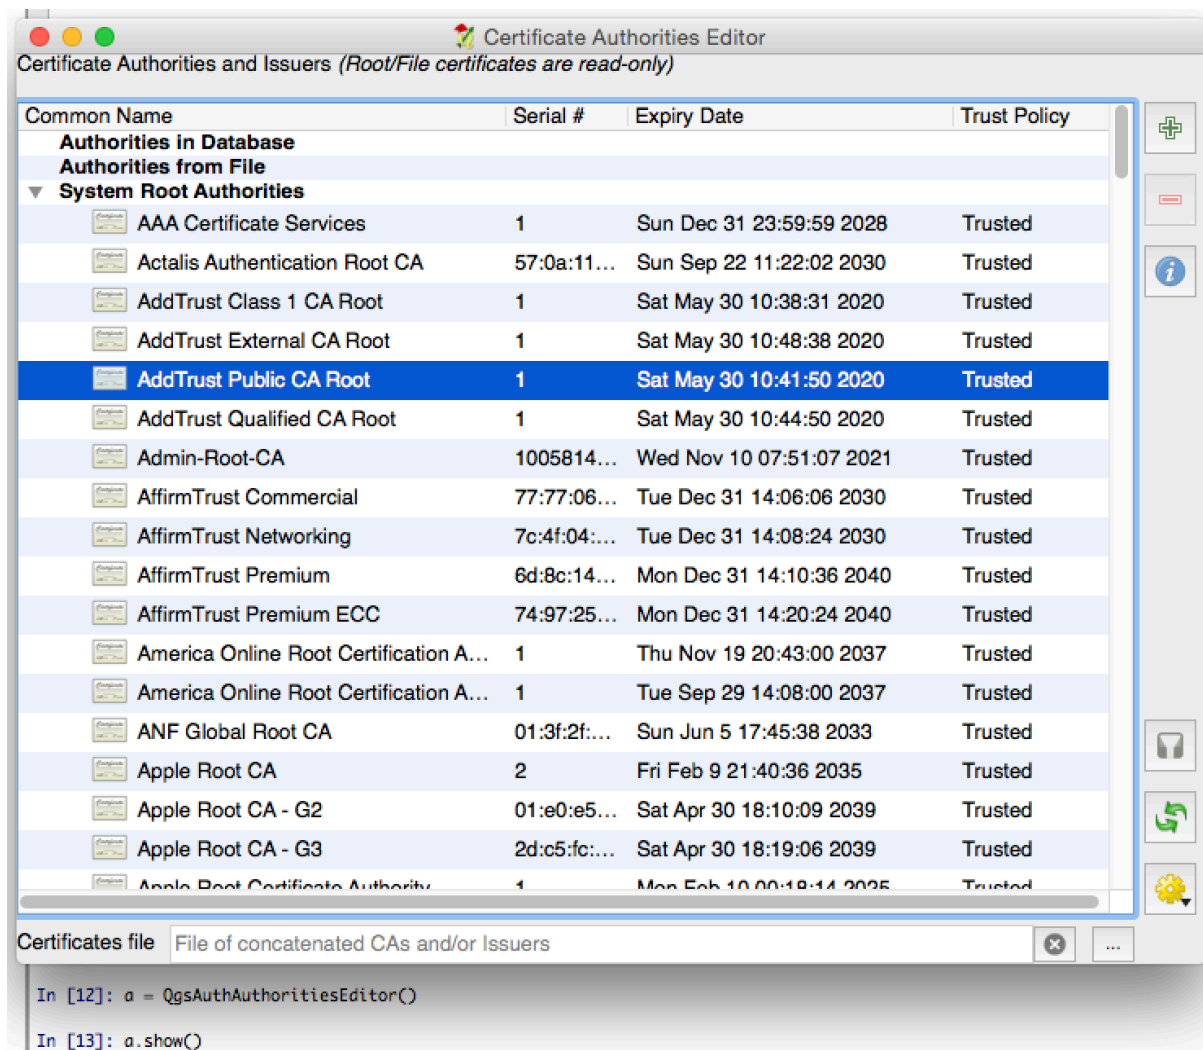 Certificate Authorities Editor
Certificate Authorities and Issuers (Root/File certificates are read-only)
Common Name Serial # Expiry Date Trust Policy
Authorities in Database
Authorities from File
System Root Authorities
AAA Certificate Services 1 Sun Dec 31 23:59:59 2028 Trusted
Actalis Authentication Root CA 57:0a:11... Sun Sep 22 11:22:02 2030 Trusted
AddTrust Class 1 CA Root 1 Sat May 30 10:38:31 2020 Trusted
AddTrust External CA Root 1 Sat May 30 10:48:38 2020 Trusted
AddTrust Public CA Root 1 Sat May 30 10:41:50 2020 Trusted
AddTrust Qualified CA Root 1 Sat May 30 10:44:50 2020 Trusted
Admin-Root-CA 1005814... Wed Nov 10 07:51:07 2021 Trusted
AffirmTrust Commercial 77:77:06... Tue Dec 31 14:06:06 2030 Trusted
AffirmTrust Networking 7c:4f:04:... Tue Dec 31 14:08:24 2030 Trusted
AffirmTrust Premium 6d:8c:14... Mon Dec 31 14:10:36 2040 Trusted
AffirmTrust Premium ECC 74:97:25... Mon Dec 31 14:20:24 2040 Trusted
America Online Root Certification A... 1 Thu Nov 19 20:43:00 2037 Trusted
America Online Root Certification A... 1 Tue Sep 29 14:08:00 2037 Trusted
ANF Global Root CA 01:3f:2f:... Sun Jun 5 17:45:38 2033 Trusted
Apple Root CA 2 Fri Feb 9 21:40:36 2035 Trusted
Apple Root CA - G2 01:e0:e5... Sat Apr 30 18:10:09 2039 Trusted
Apple Root CA - G3 2d:c5:fc:... Sat Apr 30 18:19:06 2039 Trusted
Apple Root Certificate Authority 1 Mon Feb 10 00:18:14 2025 Trusted
Certificates file File of concatenated CAs and/or Issuers ...
In [12]: a = QgsAuthAuthoritiesEditor()
In [13]: a.show()